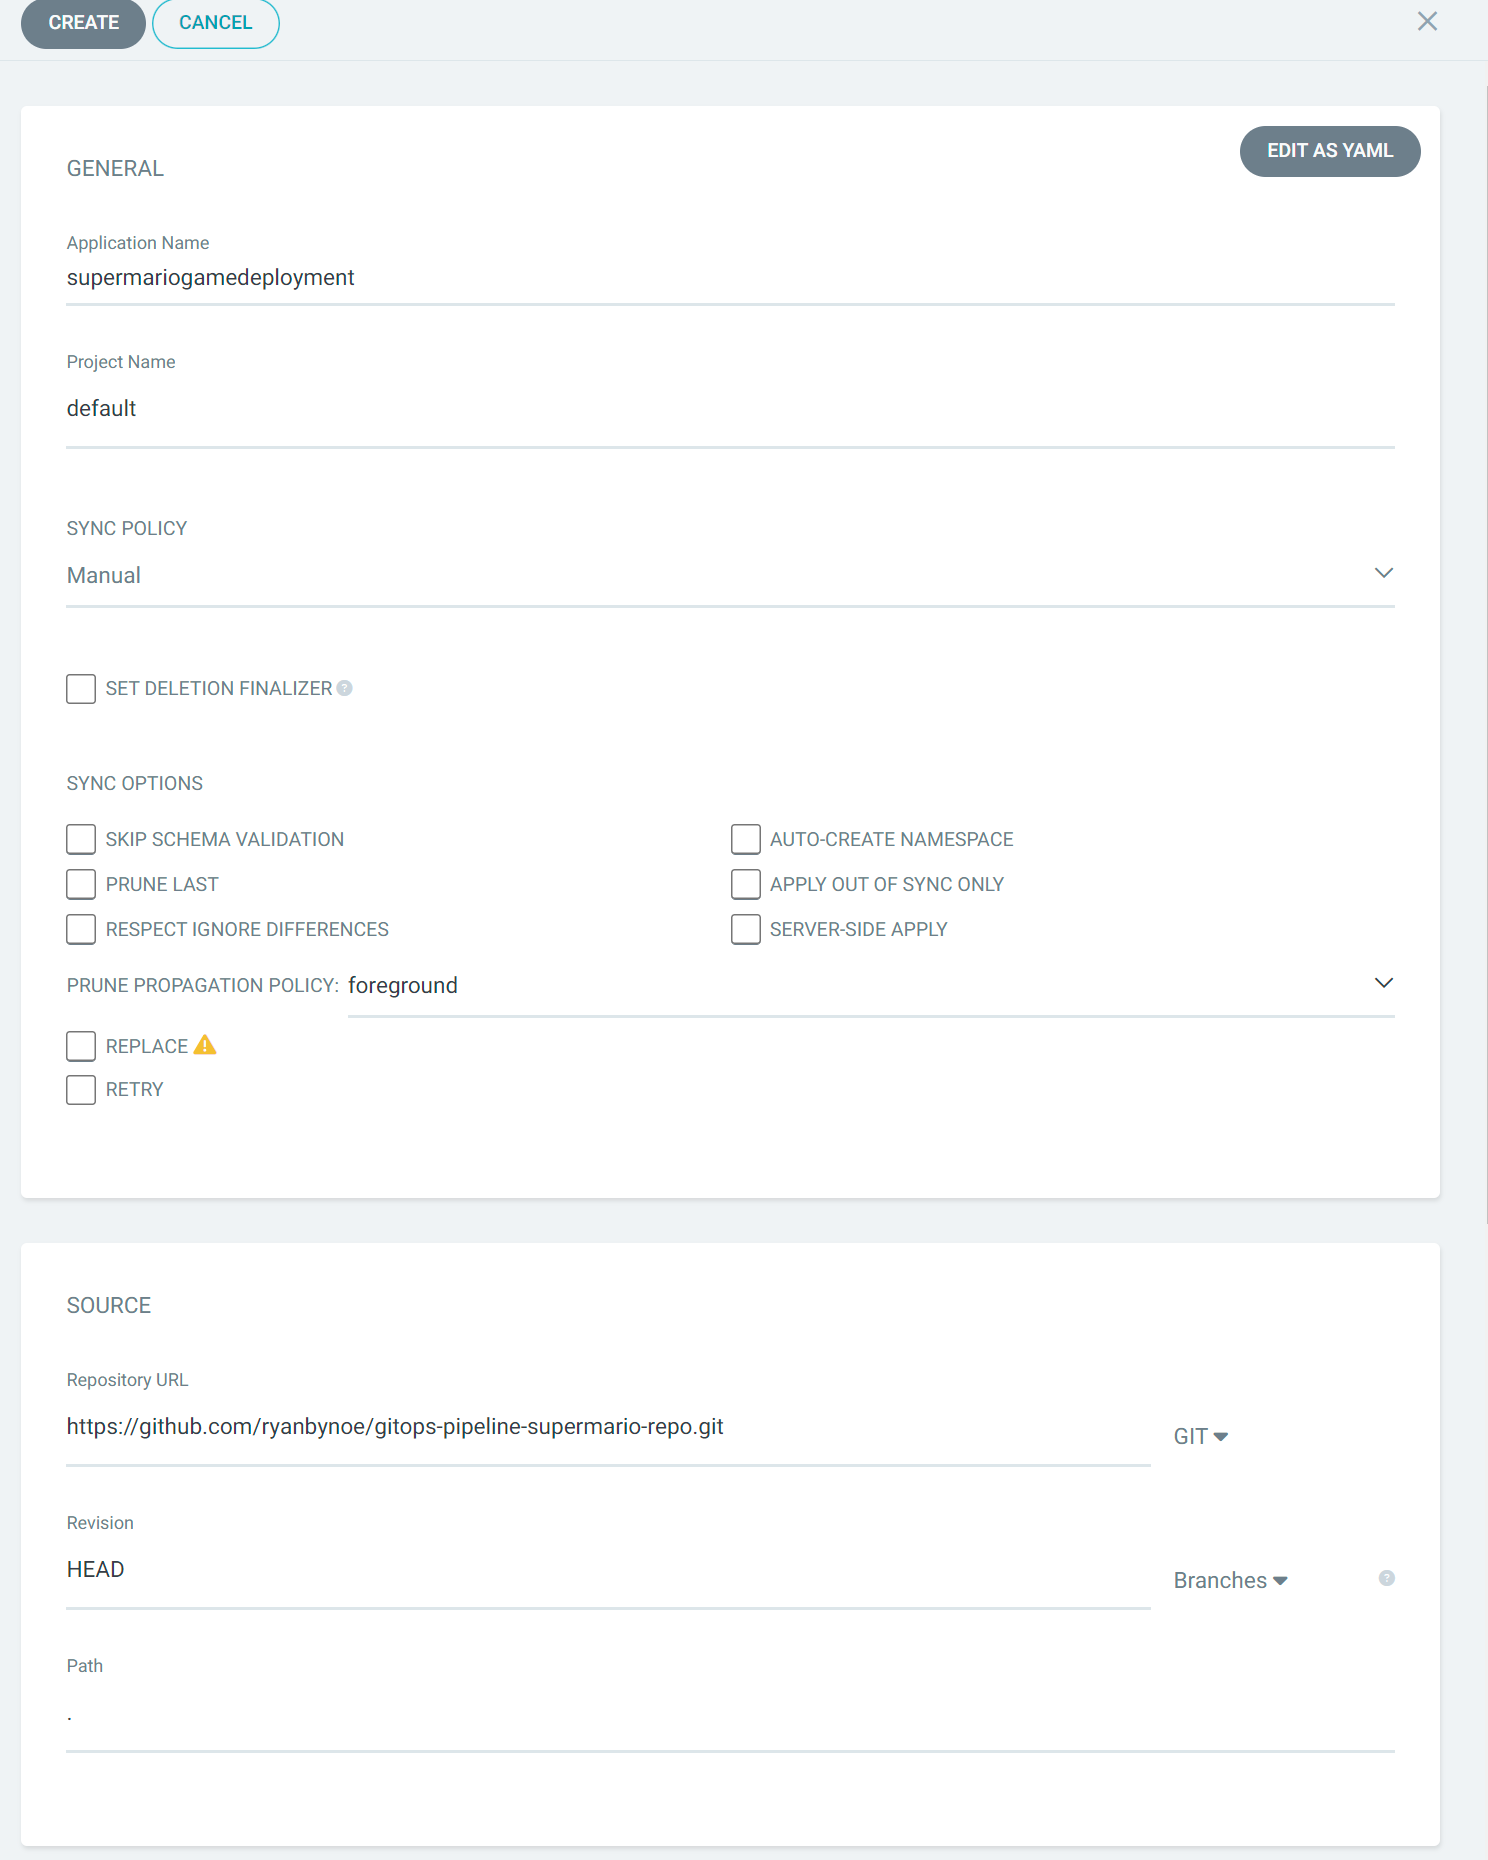 CREATE
CANCEL
GENERAL
EDIT AS YAML
Application Name
supermariogamedeployment
Project Name
default
SYNC POLICY
Manual
SET DELETION FINALIZER ?
SYNC OPTIONS
SKIP SCHEMA VALIDATION
AUTO-CREATE NAMESPACE
PRUNE LAST
APPLY OUT OF SYNC ONLY
RESPECT IGNORE DIFFERENCES
SERVER-SIDE APPLY
PRUNE PROPAGATION POLICY: foreground
REPLACE
RETRY
SOURCE
Repository URL
https://github.com/ryanbynoe/gitops-pipeline-supermario-repo.git
GIT
Revision
HEAD
Branches ?
Path
.